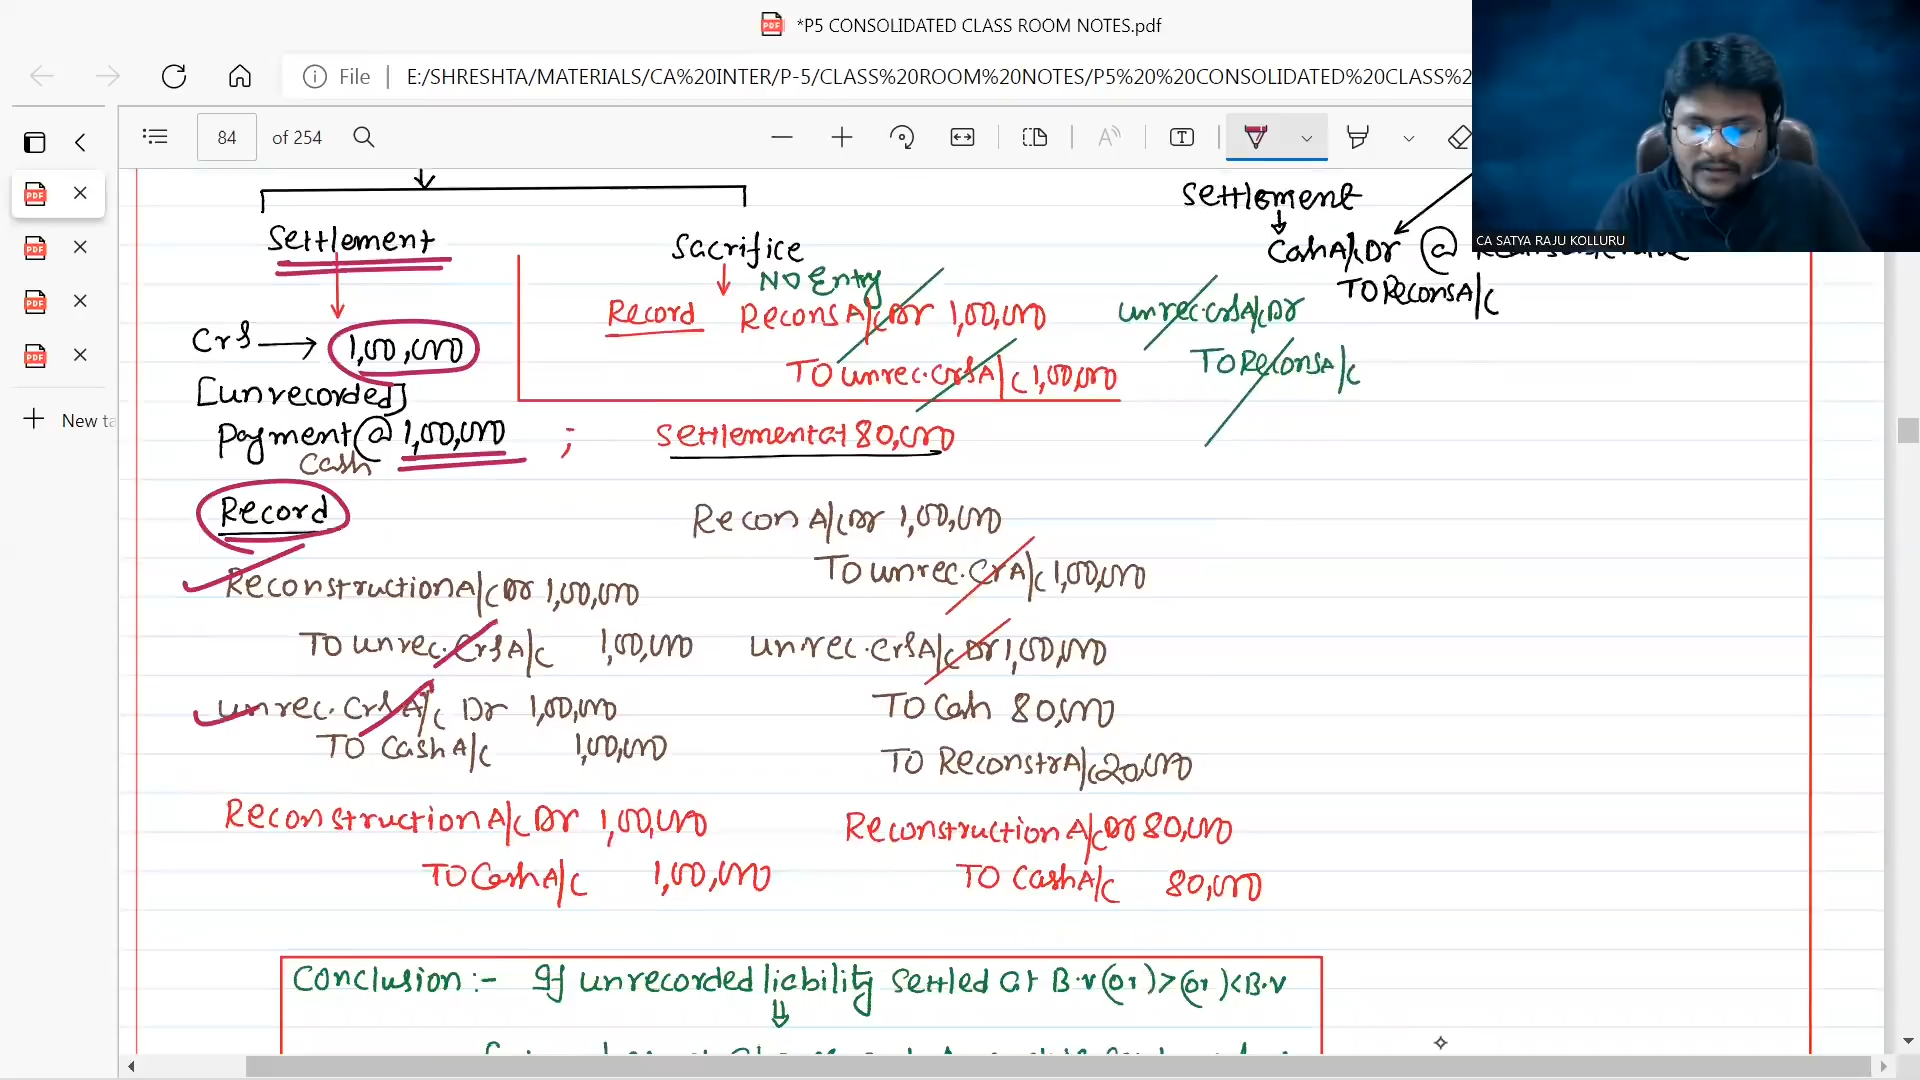 *P5 CONSOLIDATED CLASS ROOM NOTES.pdf
File | E:/SHRESHTA/MATERIALS/CA%20INTER/P-5/CLASS%20ROOM%20NOTES/P5%20%20CONSOLIDATED%20CLASS%2
84 of 254
New ta
CA SATYA RAJU KOLLURU
Settlement
Cash A/c Dr @
TO Recons A/c
Settlement
Sacrifice
NO Entry
Record Recons A/c Dr 1,00,000
TO unrec.Crs A/c 1,00,000
unrec.crs A/c Dr
TO Recons A/c
Crs → 1,00,000
[unrecorded]
payment @ 1,00,000 ; Settlement at 80,000
Cash
Record
Reconstruction A/c Dr 1,00,000
TO unrec.Crs A/c 1,00,000
unrec.Crs A/c Dr 1,00,000
TO Cash A/c 1,00,000
Reconstruction A/c Dr 1,00,000
TO Cash A/c 1,00,000
Recon A/c Dr 1,00,000
TO unrec.Cr A/c 1,00,000
unrec.Crs A/c Dr 1,00,000
TO Cash 80,000
TO Reconstr A/c 20,000
Reconstruction A/c Dr 80,000
TO Cash A/c 80,000
Conclusion :- If unrecorded liability Settled at B.v (or) > (or) < B.v